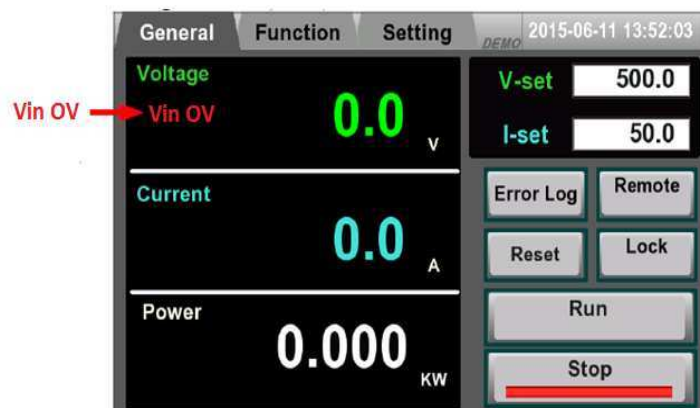 General Function Setting DEMO 2015-06-11 13:52:03
Voltage
Vin OV
Vin OV
0.0 V
V-set 500.0
I-set 50.0
Current
0.0 A
Error Log Remote
Reset Lock
Power
0.000 KW
Run
Stop